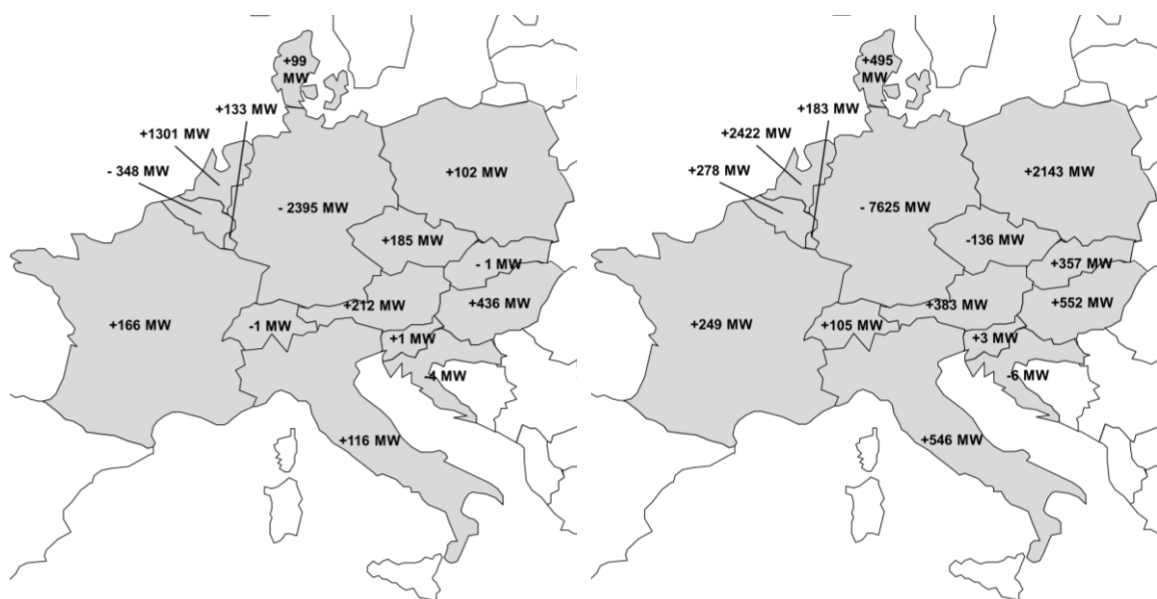 +99
MW
+133 MW
+1301 MW
- 348 MW
+102 MW
- 2395 MW
+185 MW
- 1 MW
+436 MW
+212 MW
+166 MW
-1 MW
+1 MW
-4 MW
+116 MW
+495
MW
+183 MW
+2422 MW
+278 MW
+2143 MW
- 7625 MW
-136 MW
+357 MW
+552 MW
+383 MW
+249 MW
+105 MW
+3 MW
-6 MW
+546 MW